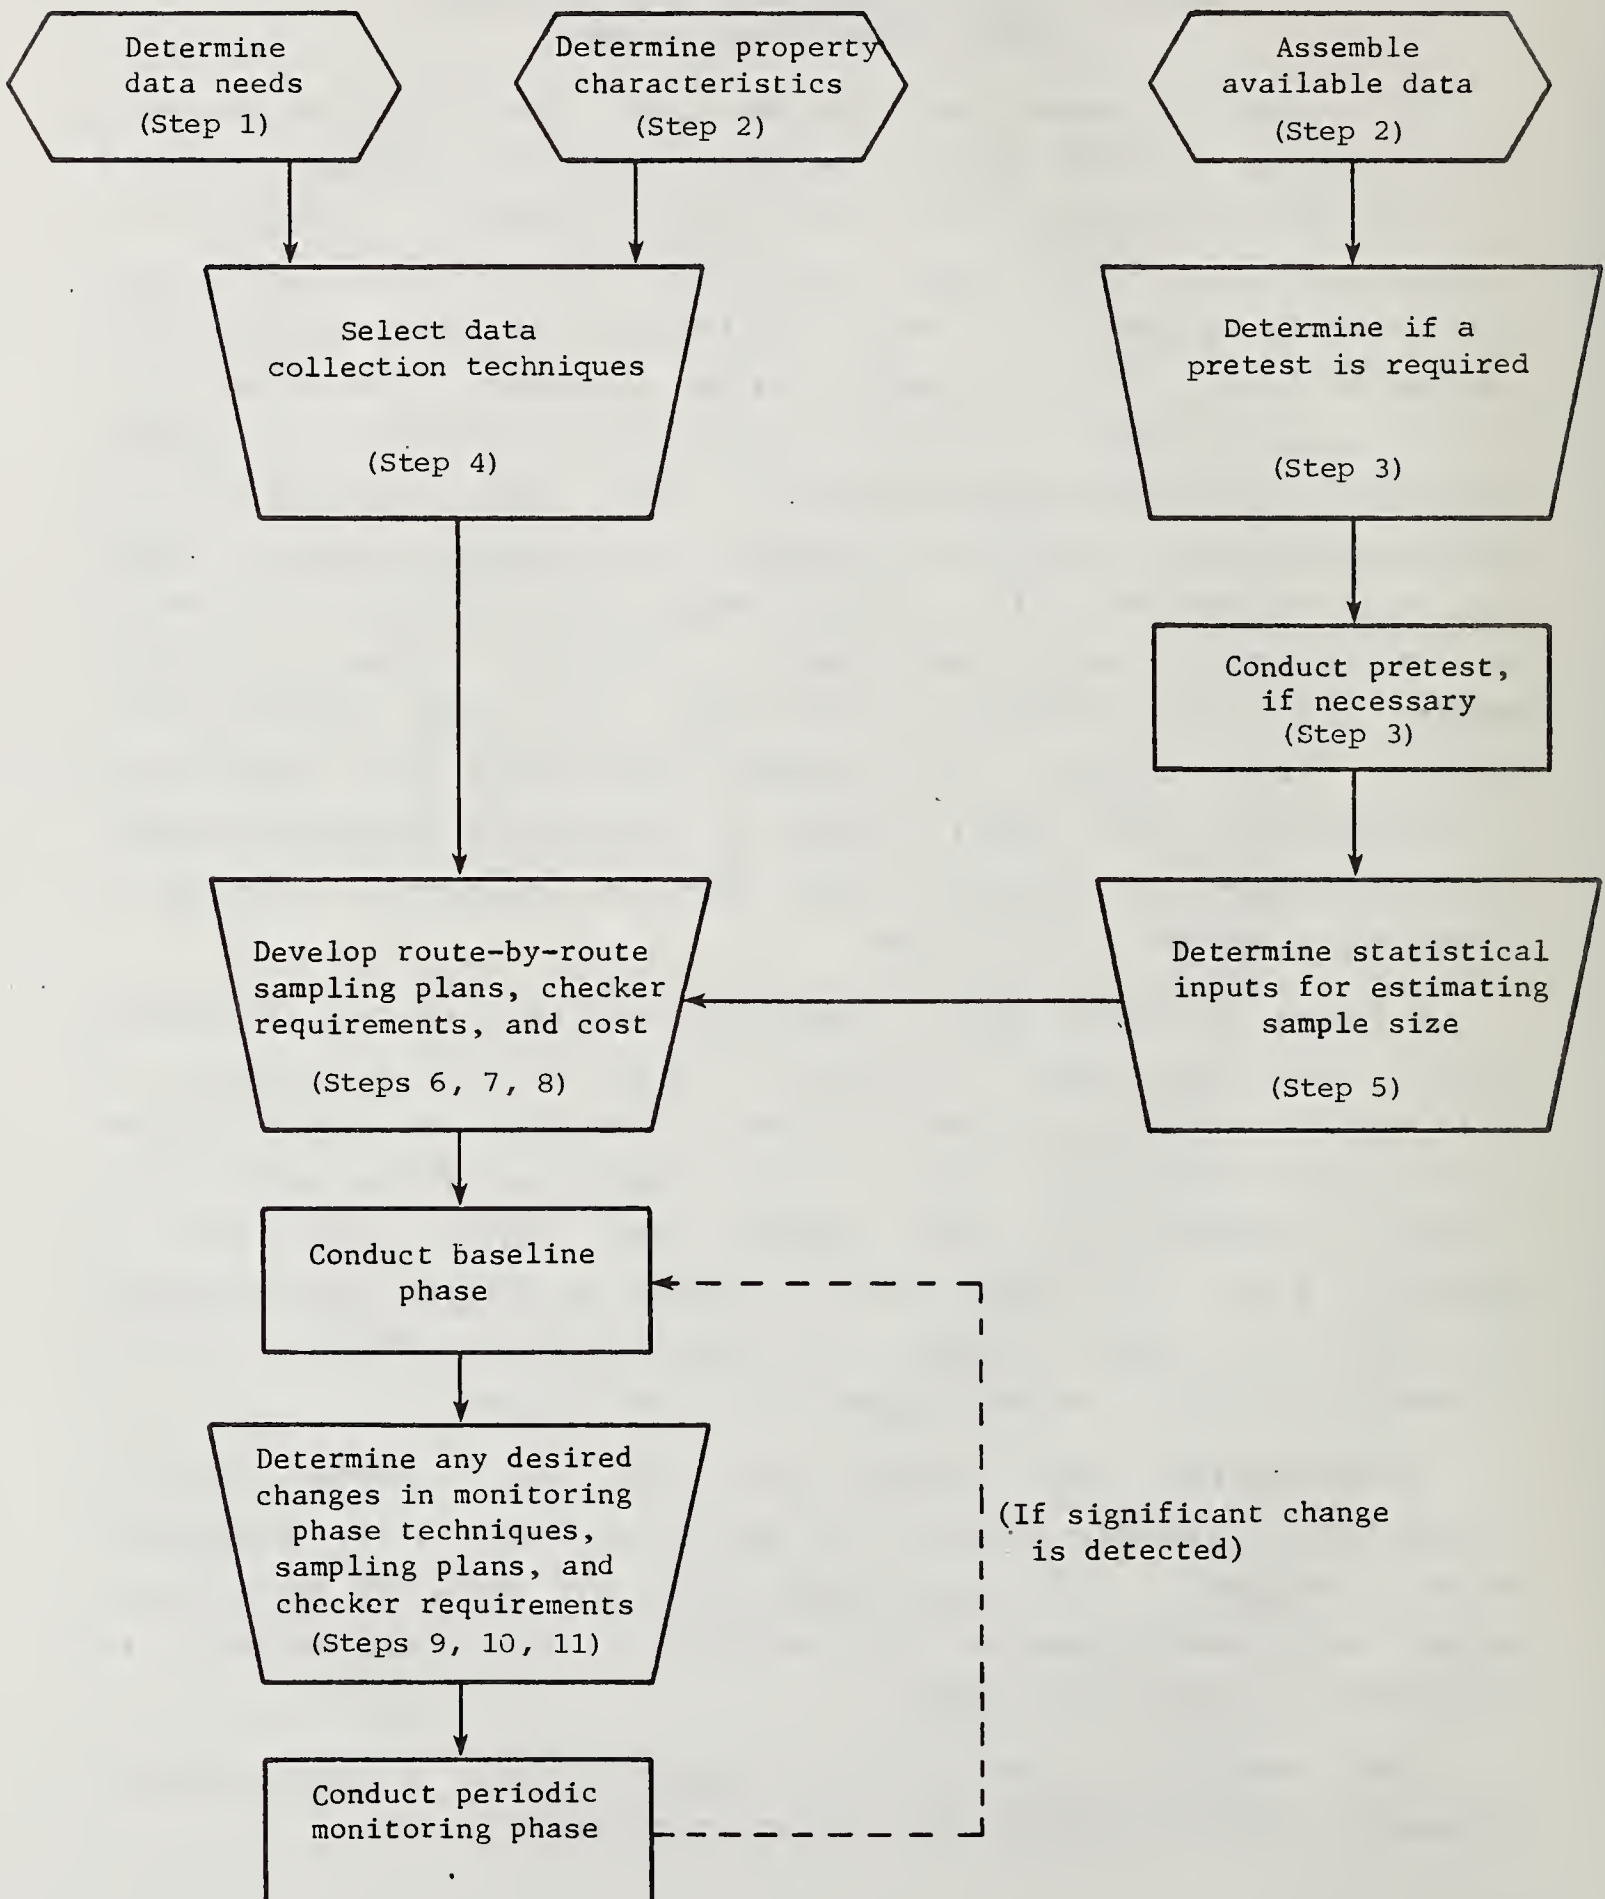 Determine
data needs
(Step 1)
Determine property
characteristics
(Step 2)
Assemble
available data
(Step 2)
Select data
collection techniques
(Step 4)
Determine if a
pretest is required
(Step 3)
Conduct pretest,
if necessary
(Step 3)
Develop route-by-route
sampling plans, checker
requirements, and cost
(Steps 6, 7, 8)
Determine statistical
inputs for estimating
sample size
(Step 5)
Conduct baseline
phase
Determine any desired
changes in monitoring
phase techniques,
sampling plans, and
checker requirements
(Steps 9, 10, 11)
(If significant change
is detected)
Conduct periodic
monitoring phase